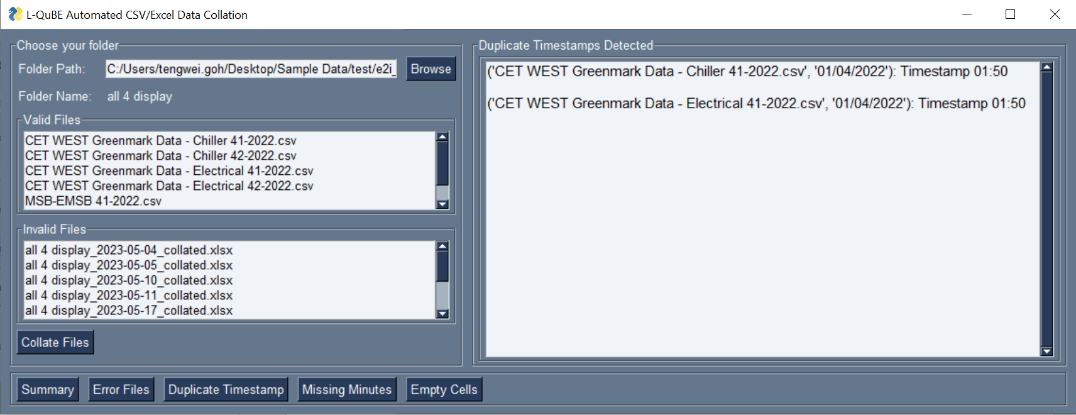 L-QuBE Automated CSV/Excel Data Collation
Choose your folder
Folder Path: C:/Users/tengwei.goh/Desktop/Sample Data/test/e2i_ Browse
Folder Name: all 4 display
Valid Files
CET WEST Greenmark Data - Chiller 41-2022.csv
CET WEST Greenmark Data - Chiller 42-2022.csv
CET WEST Greenmark Data - Electrical 41-2022.csv
CET WEST Greenmark Data - Electrical 42-2022.csv
MSB-EMSB 41-2022.csv
Invalid Files
all 4 display_2023-05-04_collated.xlsx
all 4 display_2023-05-05_collated.xlsx
all 4 display_2023-05-10_collated.xlsx
all 4 display_2023-05-11_collated.xlsx
all 4 display_2023-05-17_collated.xlsx
Collate Files
Duplicate Timestamps Detected
('CET WEST Greenmark Data - Chiller 41-2022.csv', '01/04/2022'): Timestamp 01:50
('CET WEST Greenmark Data - Electrical 41-2022.csv', '01/04/2022'): Timestamp 01:50
Summary Error Files Duplicate Timestamp Missing Minutes Empty Cells